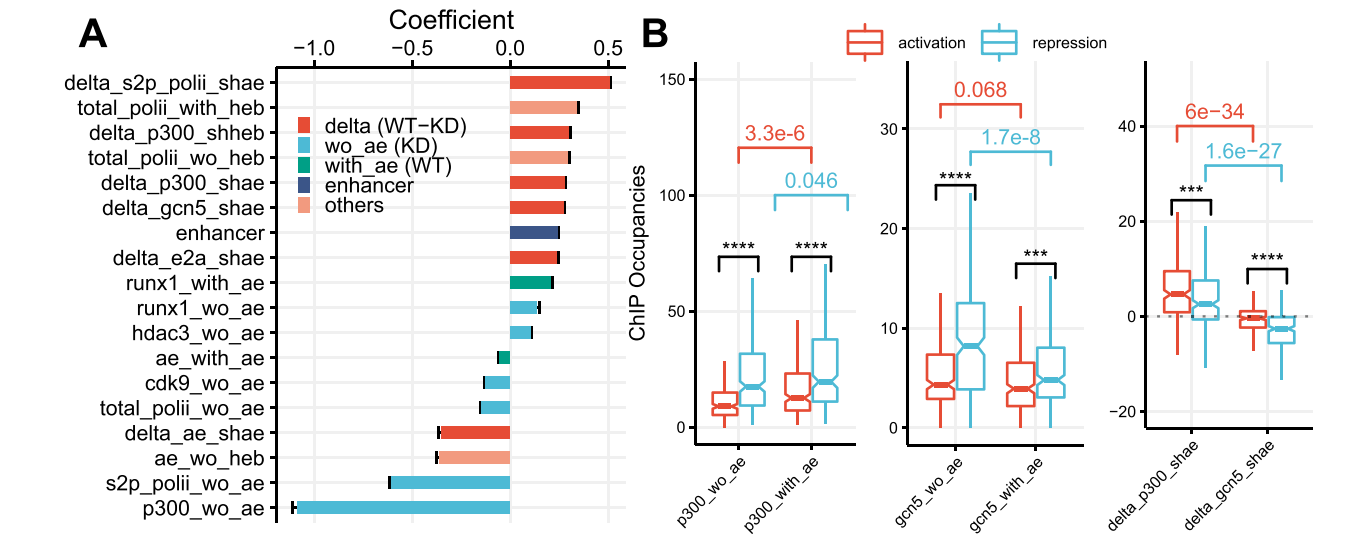 A
Coefficient
−1.0
−0.5
0.0
0.5
delta_s2p_polii_shae
total_polii_with_heb
delta_p300_shheb
total_polii_wo_heb
delta_p300_shae
delta_gcn5_shae
enhancer
delta_e2a_shae
runx1_with_ae
runx1_wo_ae
hdac3_wo_ae
ae_with_ae
cdk9_wo_ae
total_polii_wo_ae
delta_ae_shae
ae_wo_heb
s2p_polii_wo_ae
p300_wo_ae
delta (WT−KD)
wo_ae (KD)
with_ae (WT)
enhancer
others
B
activation
repression
ChIP Occupancies
150
100
50
0
3.3e-6
0.046
****
****
p300_wo_ae
p300_with_ae
30
20
10
0
0.068
1.7e-8
****
***
gcn5_wo_ae
gcn5_with_ae
40
20
0
−20
6e−34
1.6e−27
***
****
delta_p300_shae
delta_gcn5_shae